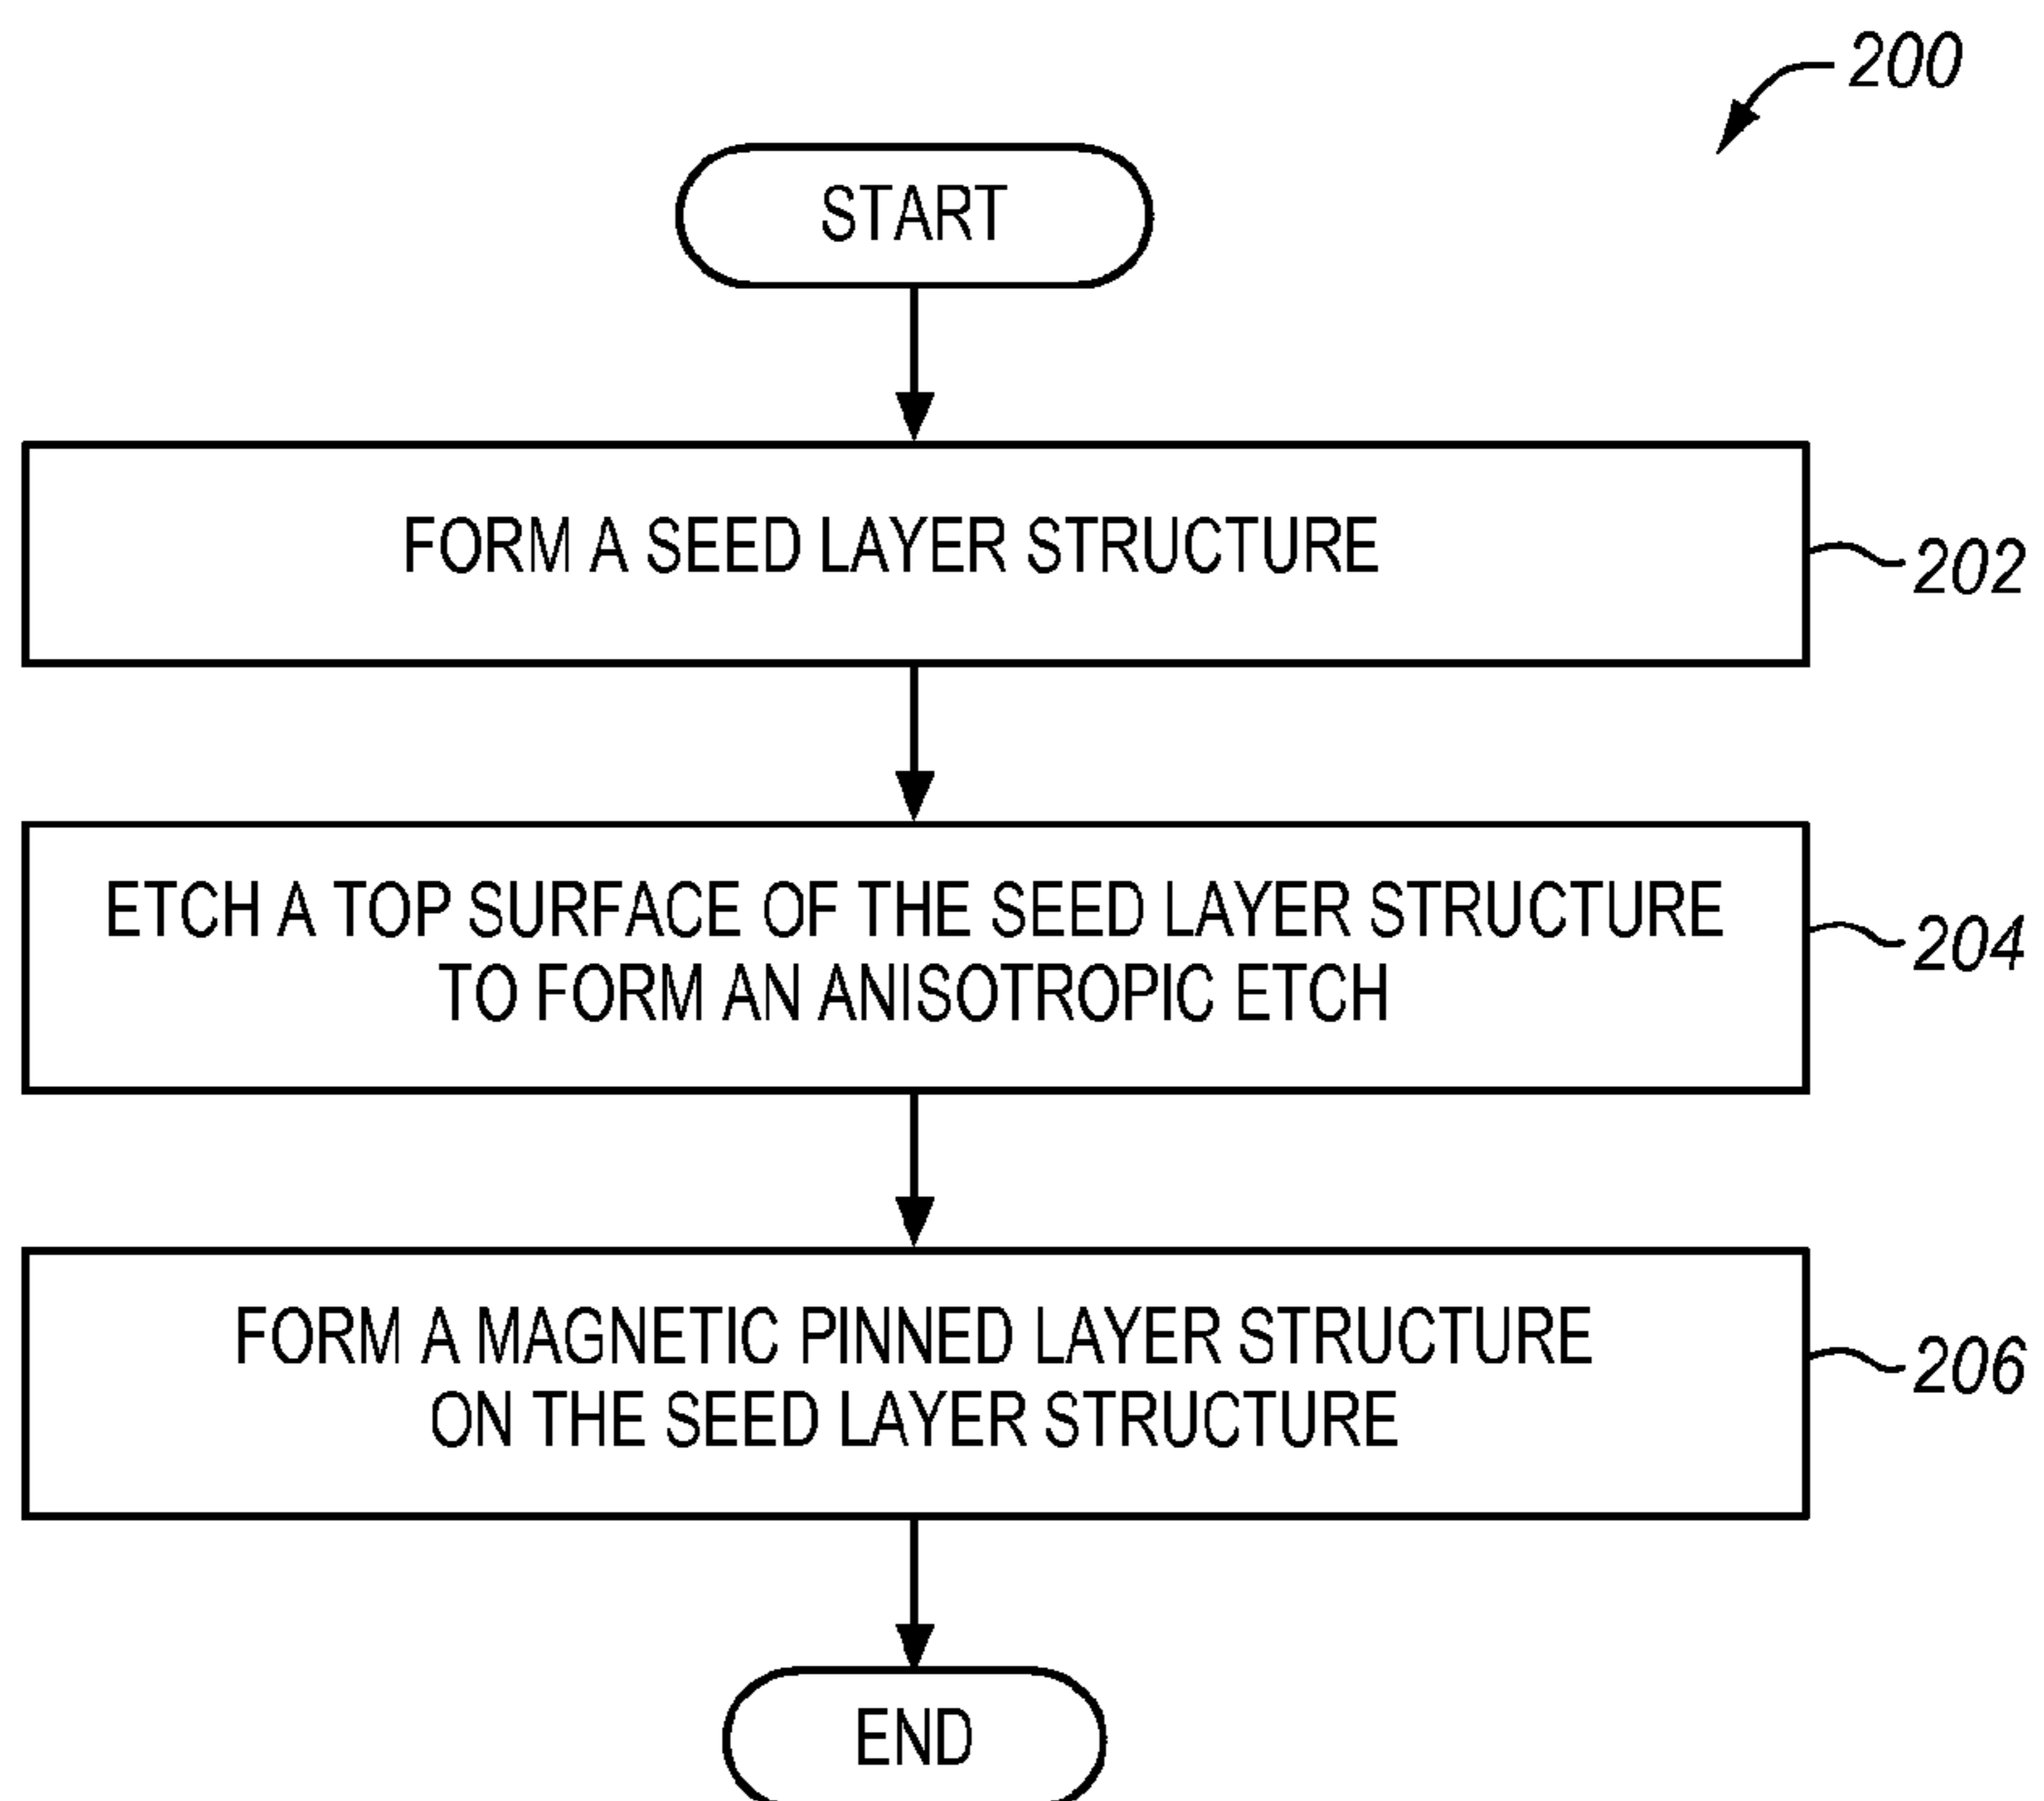 200
START
FORM A SEED LAYER STRUCTURE
202
ETCH A TOP SURFACE OF THE SEED LAYER STRUCTURE
TO FORM AN ANISOTROPIC ETCH
204
FORM A MAGNETIC PINNED LAYER STRUCTURE
ON THE SEED LAYER STRUCTURE
206
END